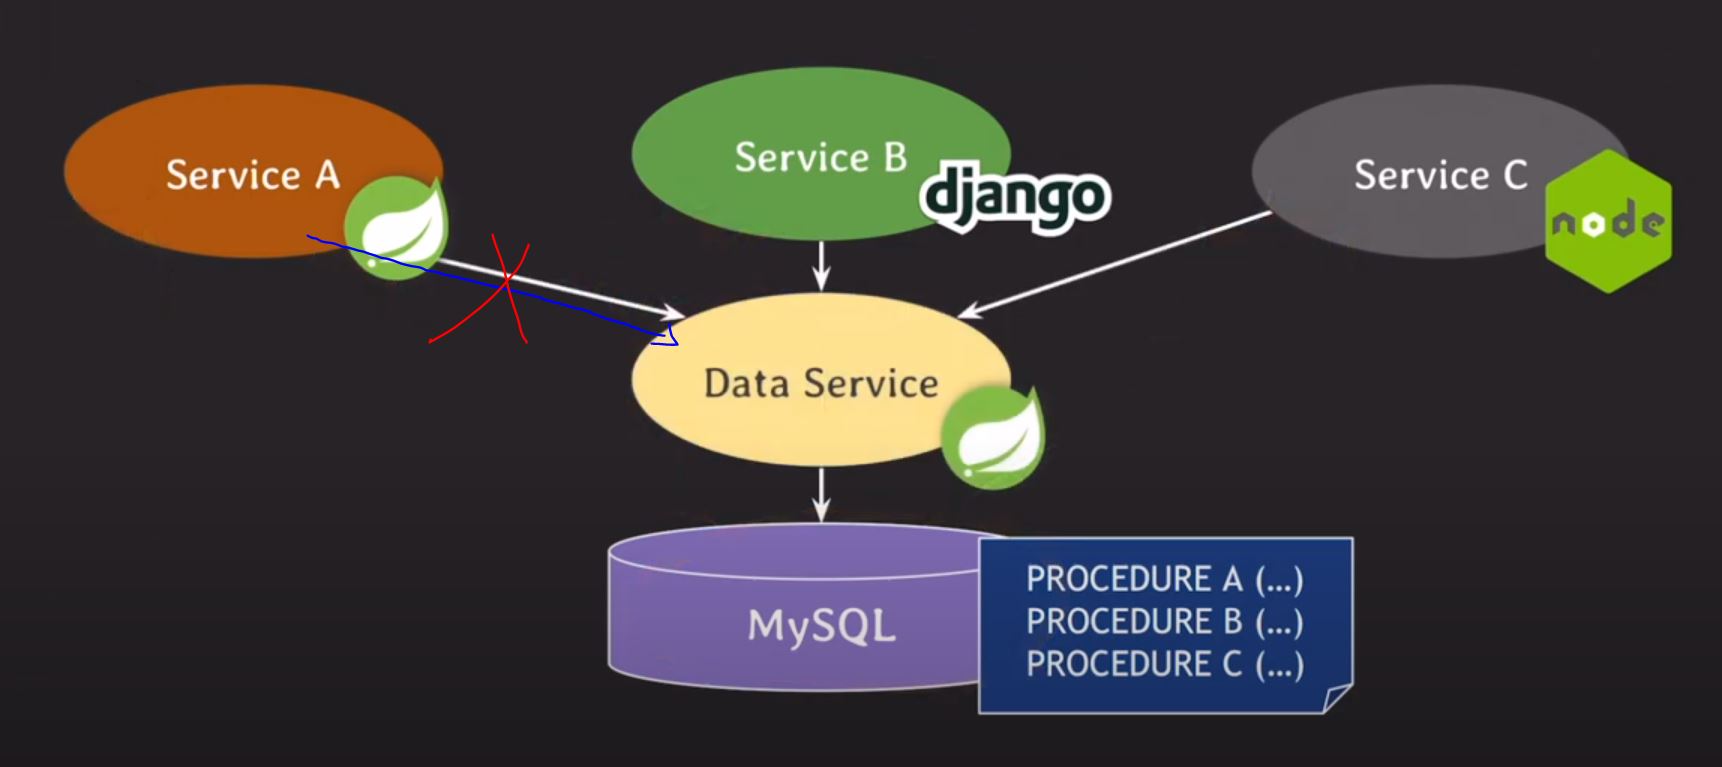 Service A
Service B
django
Service C
node
Data Service
MySQL
PROCEDURE A (...)
PROCEDURE B (...)
PROCEDURE C (...)